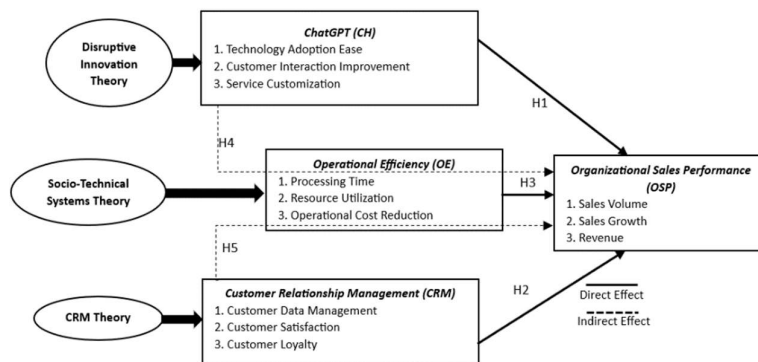 Disruptive
Innovation
Theory
ChatGPT (CH)
1. Technology Adoption Ease
2. Customer Interaction Improvement
3. Service Customization
H1
H4
Socio-Technical
Systems Theory
Operational Efficiency (OE)
1. Processing Time
2. Resource Utilization
3. Operational Cost Reduction
H3
Organizational Sales Performance
(OSP)
1. Sales Volume
2. Sales Growth
3. Revenue
H5
CRM Theory
Customer Relationship Management (CRM)
1. Customer Data Management
2. Customer Satisfaction
3. Customer Loyalty
H2
Direct Effect
Indirect Effect